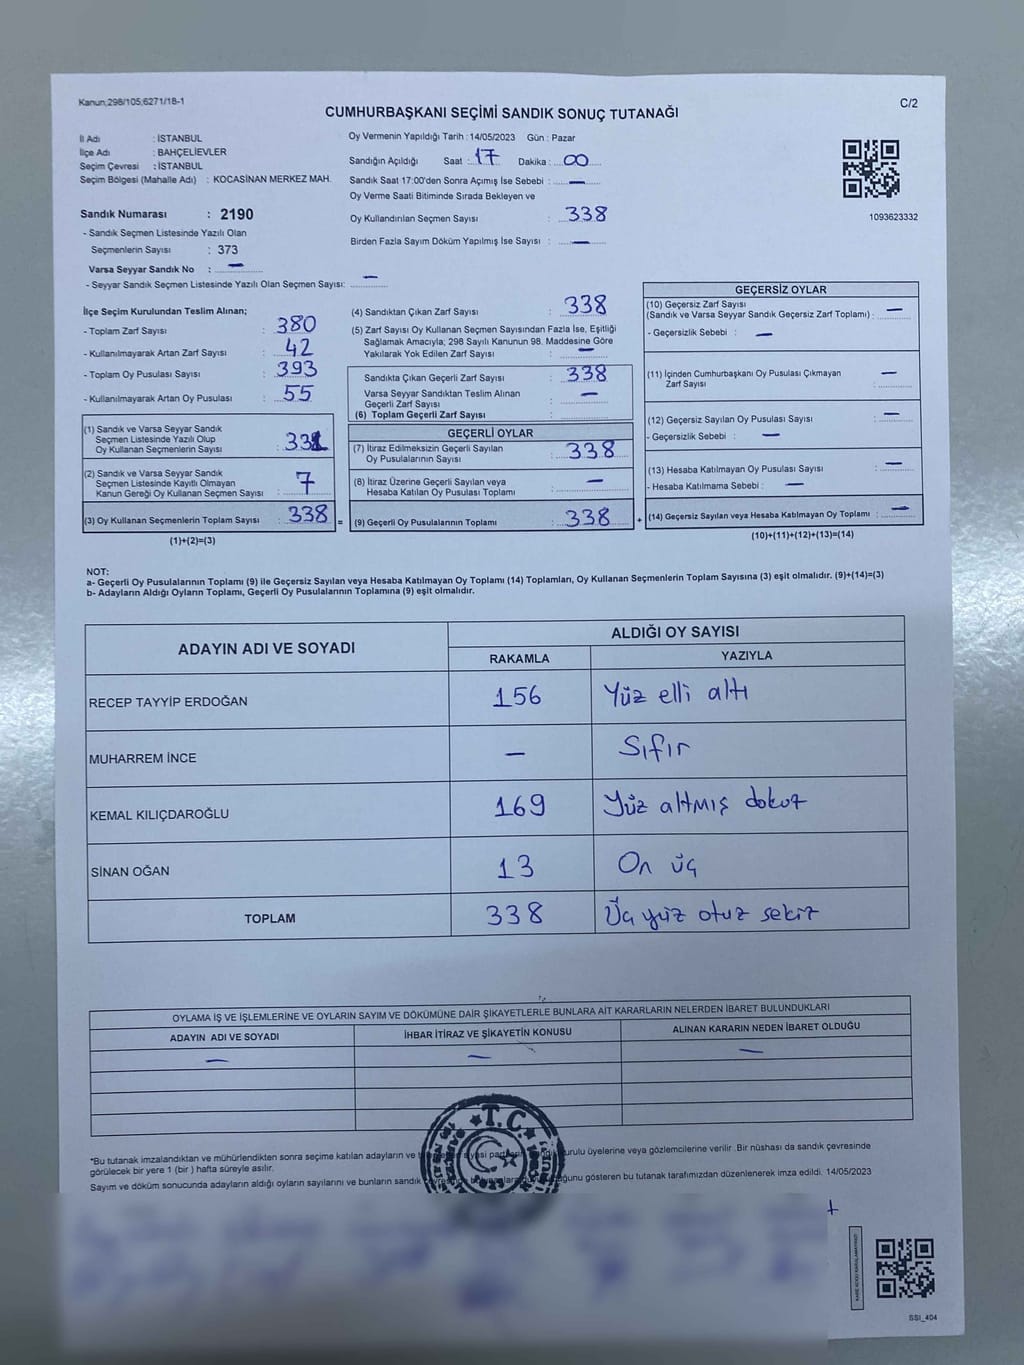 Kanun,298/105,6271/18-1
C/2
CUMHURBAŞKANI SEÇİMİ SANDIK SONUÇ TUTANAĞI
İl Adı : İSTANBUL
İlçe Adı : BAHÇELİEVLER
Seçim Çevresi : İSTANBUL
Seçim Bölgesi (Mahalle Adı) : KOCASİNAN MERKEZ MAH.
Oy Vermenin Yapıldığı Tarih : 14/05/2023 Gün : Pazar
Sandığın Açıldığı Saat : 17 Dakika : 00
Sandık Saat 17:00'den Sonra Açılmış İse Sebebi : —
Oy Verme Saati Bitiminde Sırada Bekleyen ve
Oy Kullandırılan Seçmen Sayısı : 338
Birden Fazla Sayım Döküm Yapılmış İse Sayısı : —
1093623332
Sandık Numarası : 2190
- Sandık Seçmen Listesinde Yazılı Olan
Seçmenlerin Sayısı : 373
Varsa Seyyar Sandık No : —
- Seyyar Sandık Seçmen Listesinde Yazılı Olan Seçmen Sayısı: —
İlçe Seçim Kurulundan Teslim Alınan;
- Toplam Zarf Sayısı : 380
- Kullanılmayarak Artan Zarf Sayısı : 42
- Toplam Oy Pusulası Sayısı : 393
- Kullanılmayarak Artan Oy Pusulası : 55
(1) Sandık ve Varsa Seyyar Sandık
Seçmen Listesinde Yazılı Olup
Oy Kullanan Seçmenlerin Sayısı : 331
(2) Sandık ve Varsa Seyyar Sandık
Seçmen Listesinde Kayıtlı Olmayan
Kanun Gereği Oy Kullanan Seçmen Sayısı : 7
(3) Oy Kullanan Seçmenlerin Toplam Sayısı : 338 =
(1)+(2)=(3)
(4) Sandıktan Çıkan Zarf Sayısı : 338
(5) Zarf Sayısı Oy Kullanan Seçmen Sayısından Fazla İse, Eşitliği
Sağlamak Amacıyla; 298 Sayılı Kanunun 98. Maddesine Göre
Yakılarak Yok Edilen Zarf Sayısı : —
Sandıkta Çıkan Geçerli Zarf Sayısı : 338
Varsa Seyyar Sandıktan Teslim Alınan
Geçerli Zarf Sayısı : —
(6) Toplam Geçerli Zarf Sayısı :
GEÇERLİ OYLAR
(7) İtiraz Edilmeksizin Geçerli Sayılan
Oy Pusulalarının Sayısı : 338
(8) İtiraz Üzerine Geçerli Sayılan veya
Hesaba Katılan Oy Pusulası Toplamı : —
(9) Geçerli Oy Pusulalarının Toplamı : 338 +
GEÇERSİZ OYLAR
(10) Geçersiz Zarf Sayısı
(Sandık ve Varsa Seyyar Sandık Geçersiz Zarf Toplamı) : —
- Geçersizlik Sebebi : —
(11) İçinden Cumhurbaşkanı Oy Pusulası Çıkmayan
Zarf Sayısı : —
(12) Geçersiz Sayılan Oy Pusulası Sayısı : —
- Geçersizlik Sebebi : —
(13) Hesaba Katılmayan Oy Pusulası Sayısı : —
- Hesaba Katılmama Sebebi : —
(14) Geçersiz Sayılan veya Hesaba Katılmayan Oy Toplamı : —
(10)+(11)+(12)+(13)=(14)
NOT:
a- Geçerli Oy Pusulalarının Toplamı (9) ile Geçersiz Sayılan veya Hesaba Katılmayan Oy Toplamı (14) Toplamları, Oy Kullanan Seçmenlerin Toplam Sayısına (3) eşit olmalıdır. (9)+(14)=(3)
b- Adayların Aldığı Oyların Toplamı, Geçerli Oy Pusulalarının Toplamına (9) eşit olmalıdır.
ADAYIN ADI VE SOYADI
ALDIĞI OY SAYISI
RAKAMLA YAZIYLA
RECEP TAYYİP ERDOĞAN 156 Yüz elli altı
MUHARREM İNCE — Sıfır
KEMAL KILIÇDAROĞLU 169 Yüz altmış dokuz
SİNAN OĞAN 13 On üç
TOPLAM 338 Üç yüz otuz sekiz
OYLAMA İŞ VE İŞLEMLERİNE VE OYLARIN SAYIM VE DÖKÜMÜNE DAİR ŞİKAYETLERLE BUNLARA AİT KARARLARIN NELERDEN İBARET BULUNDUKLARI
ADAYIN ADI VE SOYADI İHBAR İTİRAZ VE ŞİKAYETİN KONUSU ALINAN KARARIN NEDEN İBARET OLDUĞU
— — —
T.C.
*Bu tutanak imzalandıktan ve mühürlendikten sonra seçime katılan adayların ve siyasi kurulu üyelerine veya gözlemcilerine verilir. Bir nüshası da sandık çevresinde
görülecek bir yere 1 (bir) hafta süreyle asılır.
Sayım ve döküm sonucunda adayların aldığı oyların sayılarını ve bunların sandık gösteren bu tutanak tarafımızdan düzenlenerek imza edildi. 14/05/2023
SSI_404